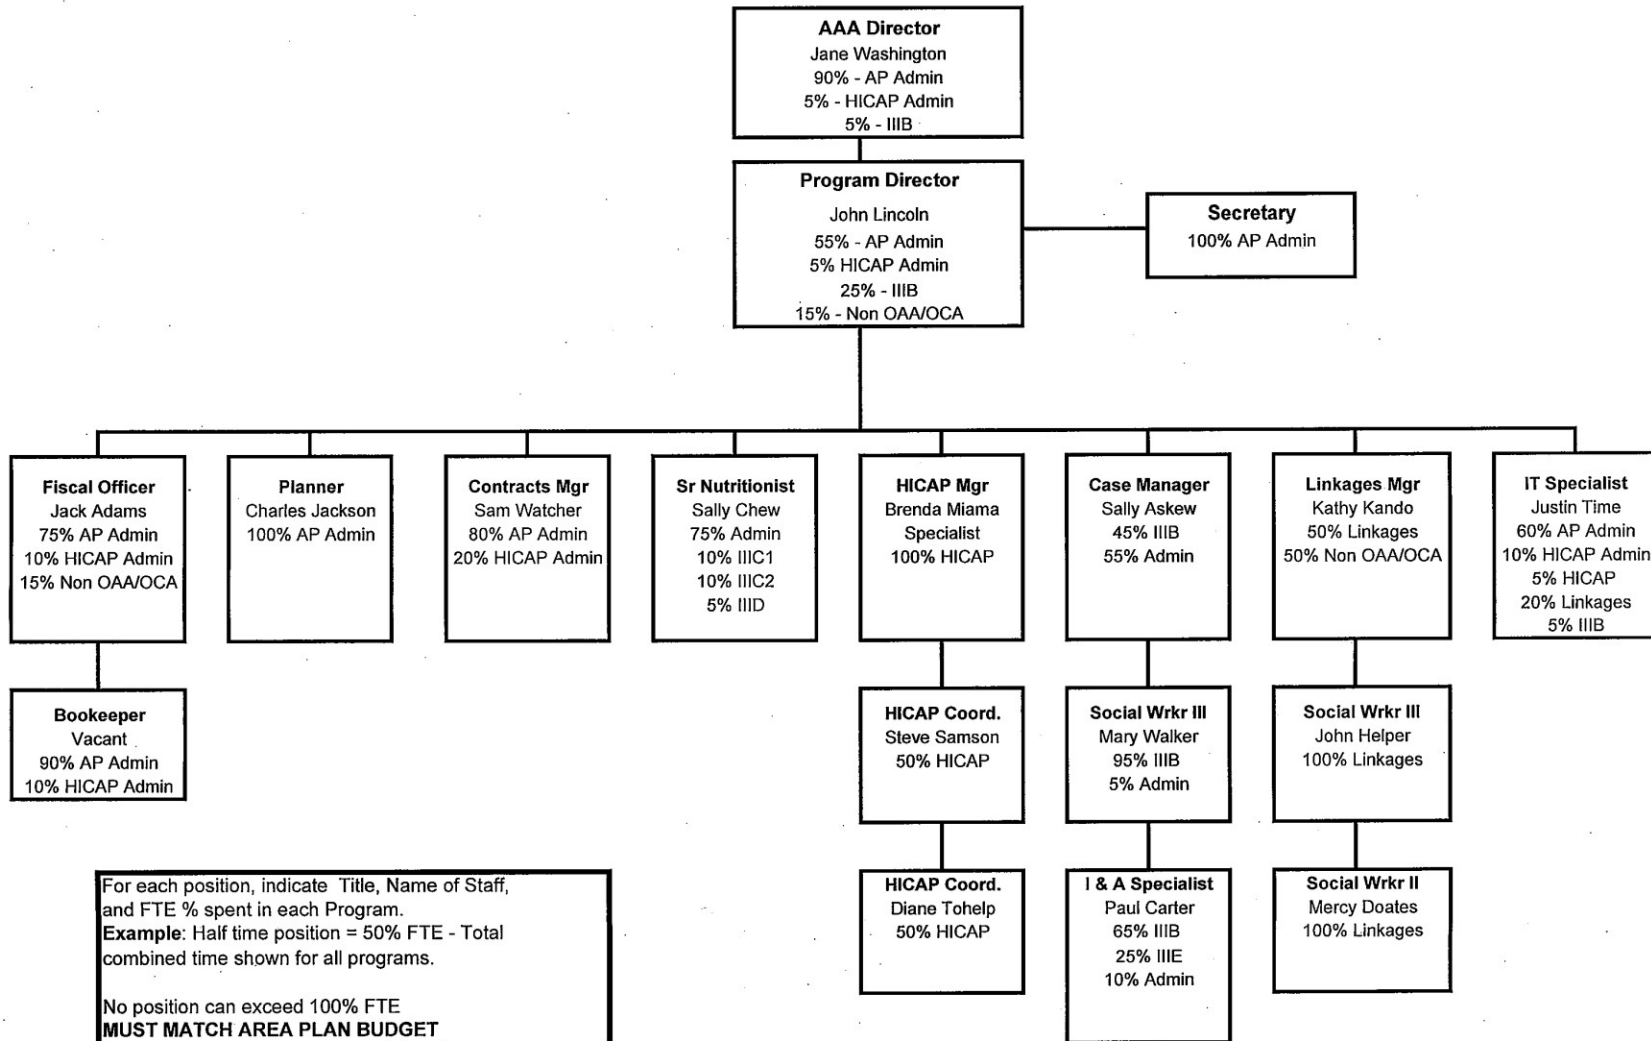 AAA Director
Jane Washington
90% - AP Admin
5% - HICAP Admin
5% - IIIB
Program Director
John Lincoln
55% - AP Admin
5% HICAP Admin
25% - IIIB
15% - Non OAA/OCA
Secretary
100% AP Admin
Fiscal Officer
Jack Adams
75% AP Admin
10% HICAP Admin
15% Non OAA/OCA
Planner
Charles Jackson
100% AP Admin
Contracts Mgr
Sam Watcher
80% AP Admin
20% HICAP Admin
Sr Nutritionist
Sally Chew
75% Admin
10% IIIC1
10% IIIC2
5% IIID
HICAP Mgr
Brenda Miama
Specialist
100% HICAP
Case Manager
Sally Askew
45% IIIB
55% Admin
Linkages Mgr
Kathy Kando
50% Linkages
50% Non OAA/OCA
IT Specialist
Justin Time
60% AP Admin
10% HICAP Admin
5% HICAP
20% Linkages
5% IIIB
Bookeeper
Vacant
90% AP Admin
10% HICAP Admin
HICAP Coord.
Steve Samson
50% HICAP
Social Wrkr III
Mary Walker
95% IIIB
5% Admin
Social Wrkr III
John Helper
100% Linkages
HICAP Coord.
Diane Tohelp
50% HICAP
I & A Specialist
Paul Carter
65% IIIB
25% IIIE
10% Admin
Social Wrkr II
Mercy Doates
100% Linkages
For each position, indicate Title, Name of Staff,
and FTE % spent in each Program.
Example: Half time position = 50% FTE - Total
combined time shown for all programs.
No position can exceed 100% FTE
MUST MATCH AREA PLAN BUDGET